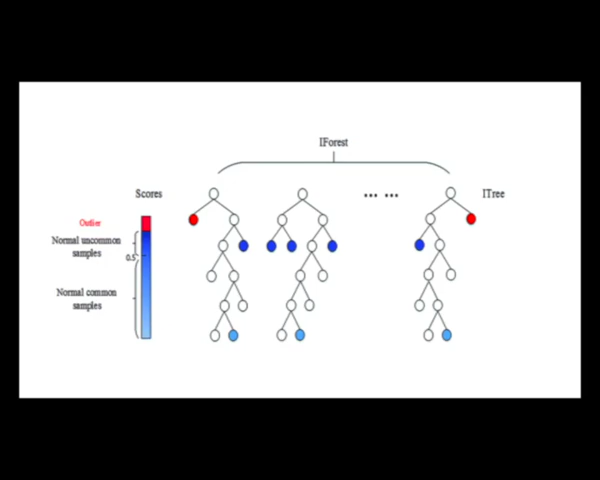 IForest
Scores
••• •••
ITree
Outlier
Normal uncommon
samples
0.5
Normal common
samples